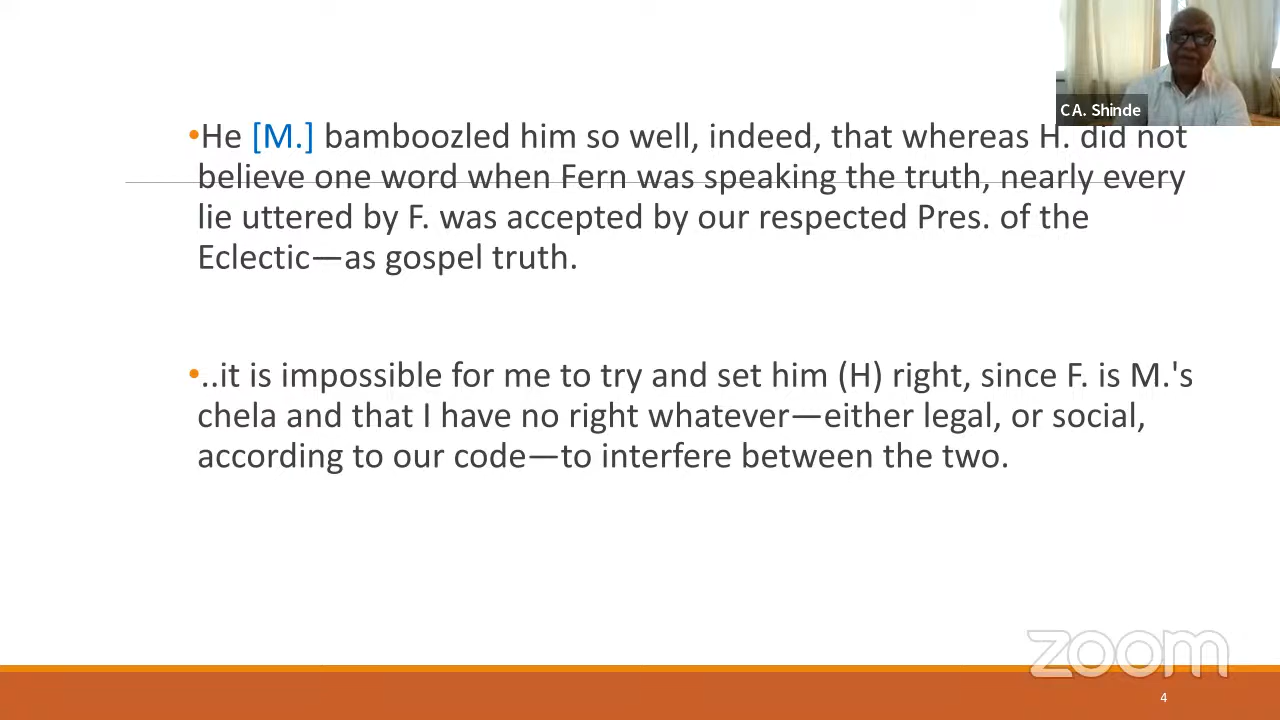 C A. Shinde
•He [M.] bamboozled him so well, indeed, that whereas H. did not
believe one word when Fern was speaking the truth, nearly every
lie uttered by F. was accepted by our respected Pres. of the
Eclectic—as gospel truth.
•..it is impossible for me to try and set him (H) right, since F. is M.'s
chela and that I have no right whatever—either legal, or social,
according to our code—to interfere between the two.
zoom
4